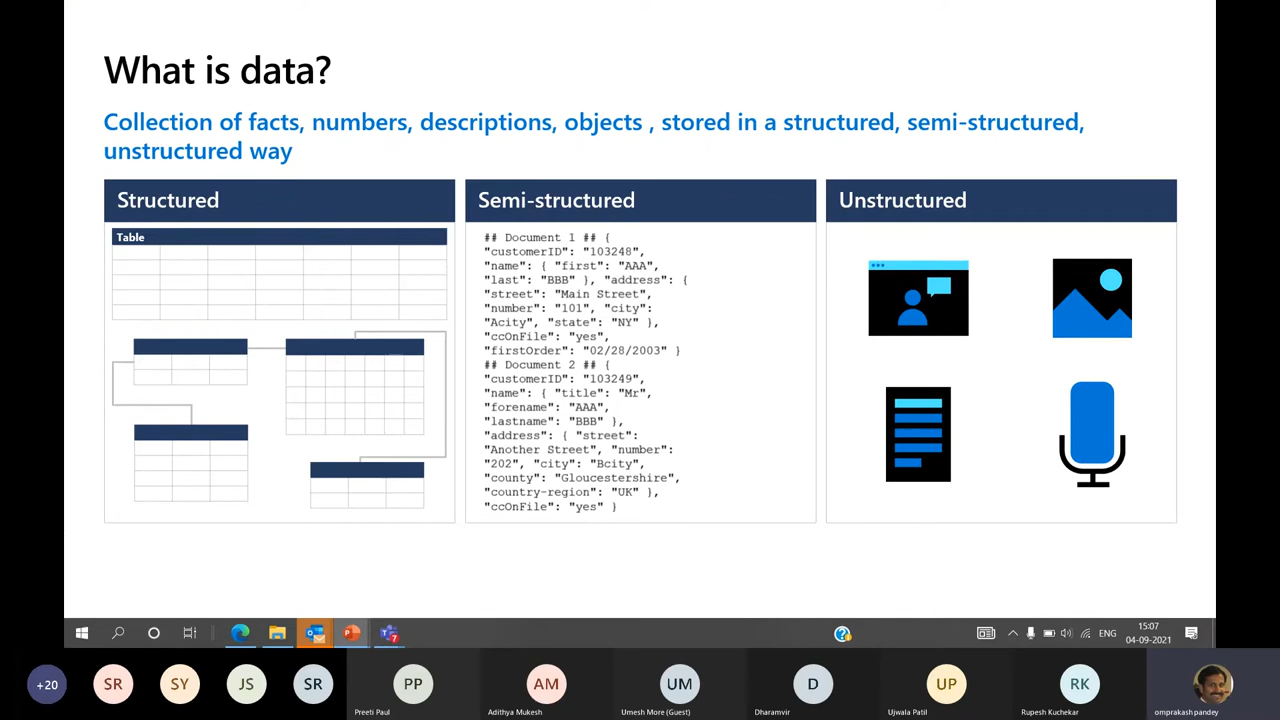 What is data?
Collection of facts, numbers, descriptions, objects , stored in a structured, semi-structured,
unstructured way
Structured
Table
Semi-structured
## Document 1 ## {
"customerID": "103248",
"name": { "first": "AAA",
"last": "BBB" }, "address": {
"street": "Main Street",
"number": "101", "city":
"Acity", "state": "NY" },
"ccOnFile": "yes",
"firstOrder": "02/28/2003" }
## Document 2 ## {
"customerID": "103249",
"name": { "title": "Mr",
"forename": "AAA",
"lastname": "BBB" },
"address": { "street":
"Another Street", "number":
"202", "city": "Bcity",
"county": "Gloucestershire",
"country-region": "UK" },
"ccOnFile": "yes" }
Unstructured
7
ENG
15:07
04-09-2021
+20
SR
SY
JS
SR
PP
Preeti Paul
AM
Adithya Mukesh
UM
Umesh More (Guest)
D
Dharamvir
UP
Ujwala Patil
RK
Rupesh Kuchekar
omprakash pandey